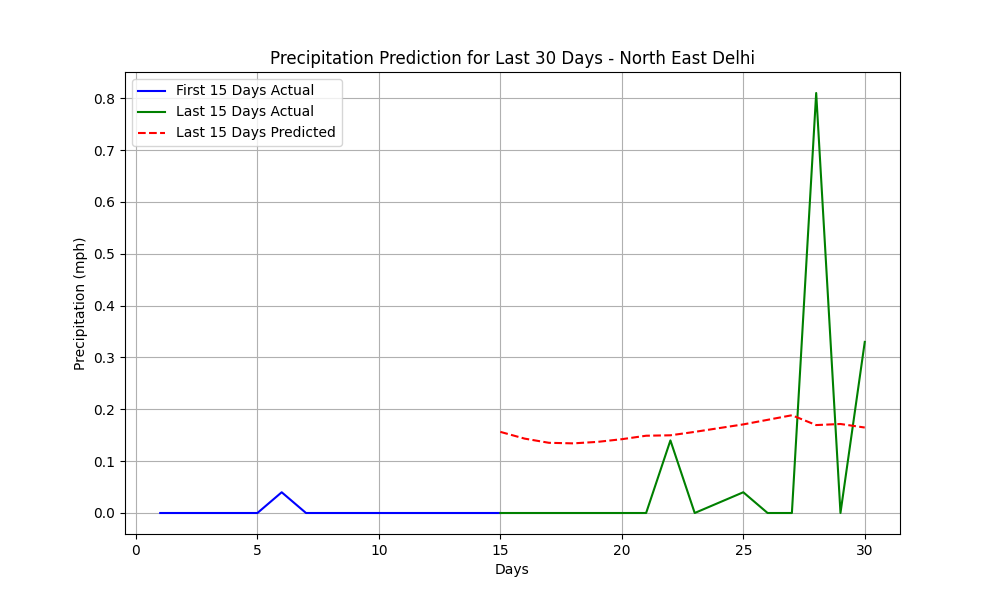 Precipitation Prediction for Last 30 Days - North East Delhi
First 15 Days Actual
Last 15 Days Actual
Last 15 Days Predicted
Precipitation (mph)
0.8
0.7
0.6
0.5
0.4
0.3
0.2
0.1
0.0
0 5 10 15 20 25 30
Days